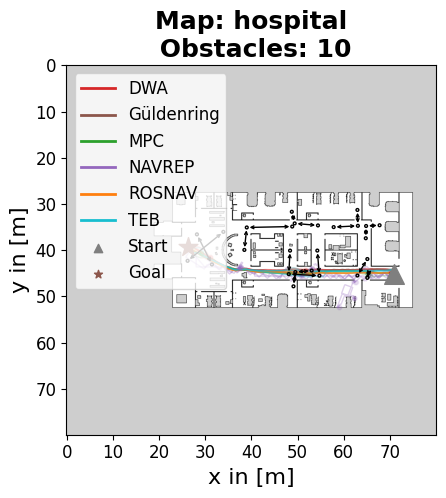 Map: hospital
Obstacles: 10
DWA
Güldenring
MPC
NAVREP
ROSNAV
TEB
Start
Goal
y in [m]
0
10
20
30
40
50
60
70
0 10 20 30 40 50 60 70
x in [m]